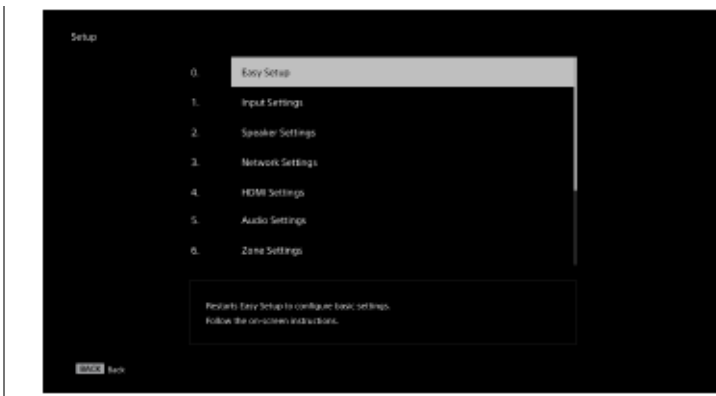 Setup
0. Easy Setup
1. Input Settings
2. Speaker Settings
3. Network Settings
4. HDMI Settings
5. Audio Settings
6. Zone Settings
Restarts Easy Setup to configure basic settings.
Follow the on-screen instructions.
BACK Back